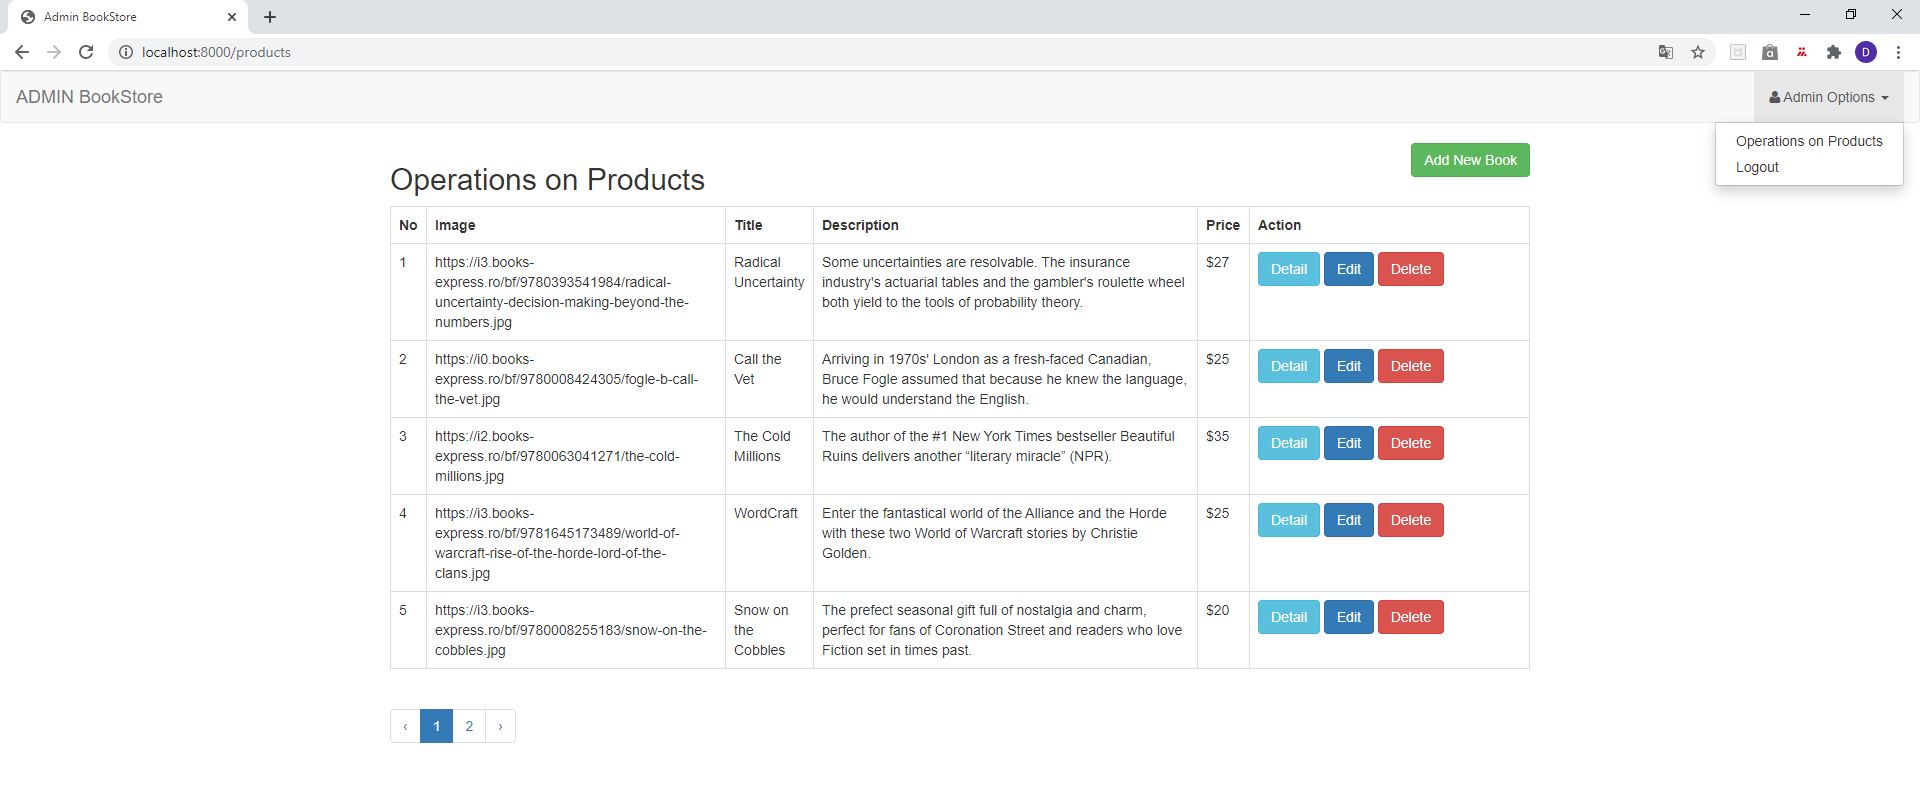 Admin BookStore
localhost:8000/products
D
ADMIN BookStore
Admin Options
Operations on Products
Logout
Add New Book
Operations on Products
No Image Title Description Price Action
1
https://i3.books-
express.ro/bf/9780393541984/radical-
uncertainty-decision-making-beyond-the-
numbers.jpg
Radical
Uncertainty
Some uncertainties are resolvable. The insurance
industry's actuarial tables and the gambler's roulette wheel
both yield to the tools of probability theory.
$27
Detail Edit Delete
2
https://i0.books-
express.ro/bf/9780008424305/fogle-b-call-
the-vet.jpg
Call the
Vet
Arriving in 1970s' London as a fresh-faced Canadian,
Bruce Fogle assumed that because he knew the language,
he would understand the English.
$25
Detail Edit Delete
3
https://i2.books-
express.ro/bf/9780063041271/the-cold-
millions.jpg
The Cold
Millions
The author of the #1 New York Times bestseller Beautiful
Ruins delivers another “literary miracle” (NPR).
$35
Detail Edit Delete
4
https://i3.books-
express.ro/bf/9781645173489/world-of-
warcraft-rise-of-the-horde-lord-of-the-
clans.jpg
WordCraft
Enter the fantastical world of the Alliance and the Horde
with these two World of Warcraft stories by Christie
Golden.
$25
Detail Edit Delete
5
https://i3.books-
express.ro/bf/9780008255183/snow-on-the-
cobbles.jpg
Snow on
the
Cobbles
The prefect seasonal gift full of nostalgia and charm,
perfect for fans of Coronation Street and readers who love
Fiction set in times past.
$20
Detail Edit Delete
‹ 1 2 ›